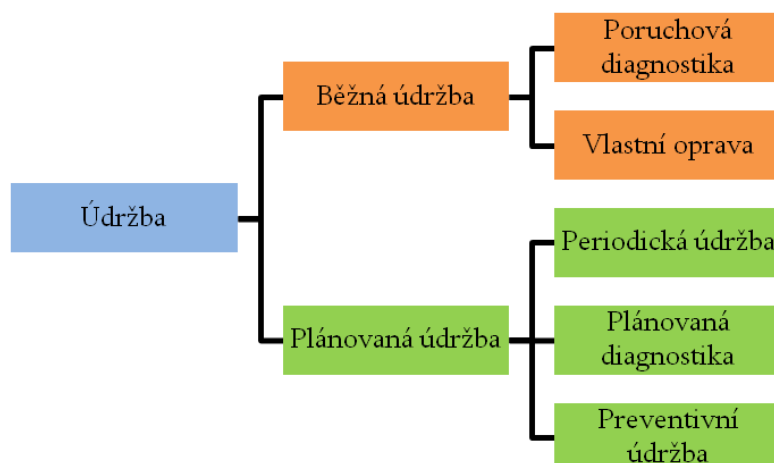 Údržba
Běžná údržba
Poruchová
diagnostika
Vlastní oprava
Plánovaná údržba
Periodická údržba
Plánovaná
diagnostika
Preventivní
údržba